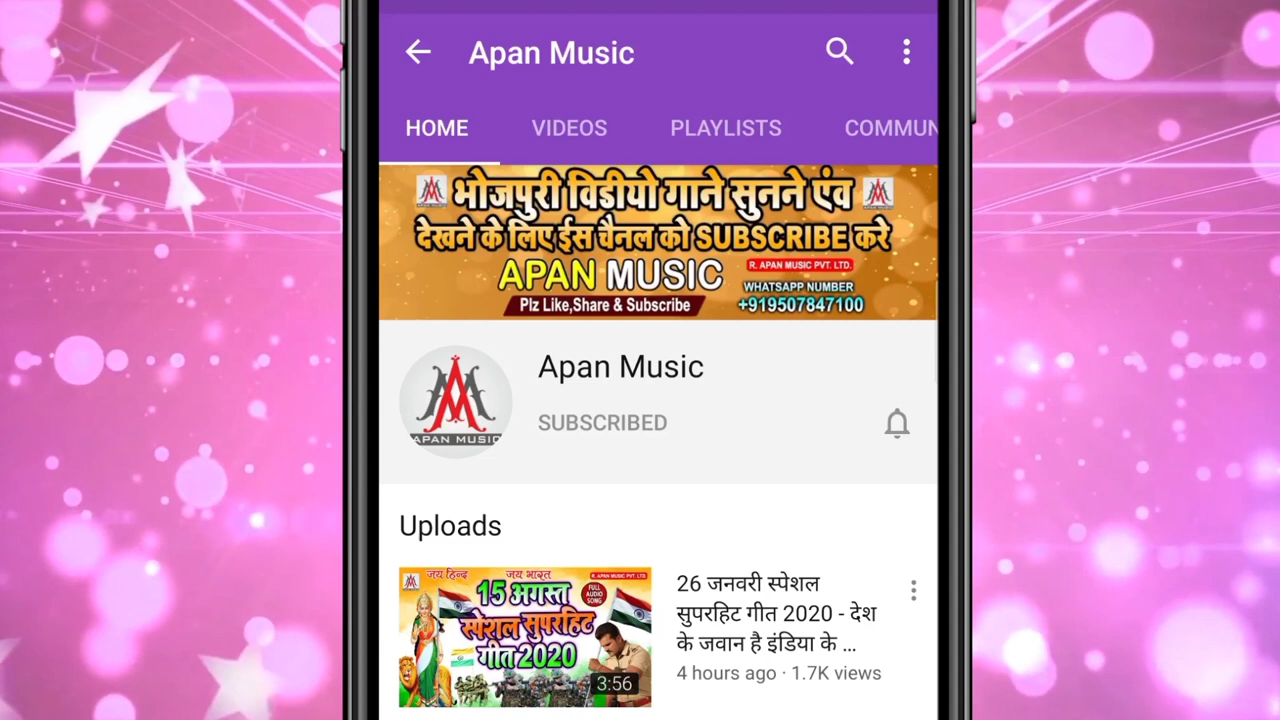 Apan Music
HOME VIDEOS PLAYLISTS COMMUN
भोजपुरी विडीयो गाने सुनने एंव
देखने के लिए ईस चैनल को SUBSCRIBE करे
APAN MUSIC
R. APAN MUSIC PVT. LTD.
Plz Like,Share & Subscribe
WHATSAPP NUMBER
+919507847100
Apan Music
SUBSCRIBED
APAN MUSIC
Uploads
जय हिन्द जय भारत
R. APAN MUSIC PVT. LTD
15 अगस्त
FULL
AUDIO
SONG
स्पेशल सुपरहिट
गीत 2020
3:56
26 जनवरी स्पेशल
सुपरहिट गीत 2020 - देश
के जवान है इंडिया के ...
4 hours ago · 1.7K views